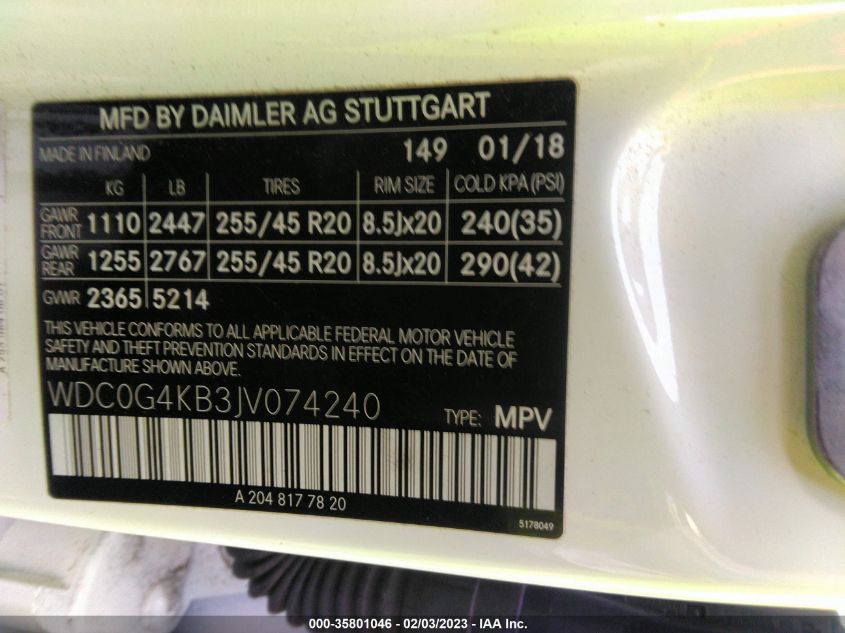 MFD BY DAIMLER AG STUTTGART
MADE IN FINLAND 149 01/18
KG LB TIRES RIM SIZE COLD KPA (PSI)
GAWR FRONT 1110 2447 255/45 R20 8.5Jx20 240(35)
GAWR REAR 1255 2767 255/45 R20 8.5Jx20 290(42)
GVWR 2365 5214
THIS VEHICLE CONFORMS TO ALL APPLICABLE FEDERAL MOTOR VEHICLE
SAFETY AND THEFT PREVENTION STANDARDS IN EFFECT ON THE DATE OF
MANUFACTURE SHOWN ABOVE.
WDC0G4KB3JV074240 TYPE: MPV
A 204 817 78 20
5178049
000-35801046 — 02/03/2023 — IAA Inc.